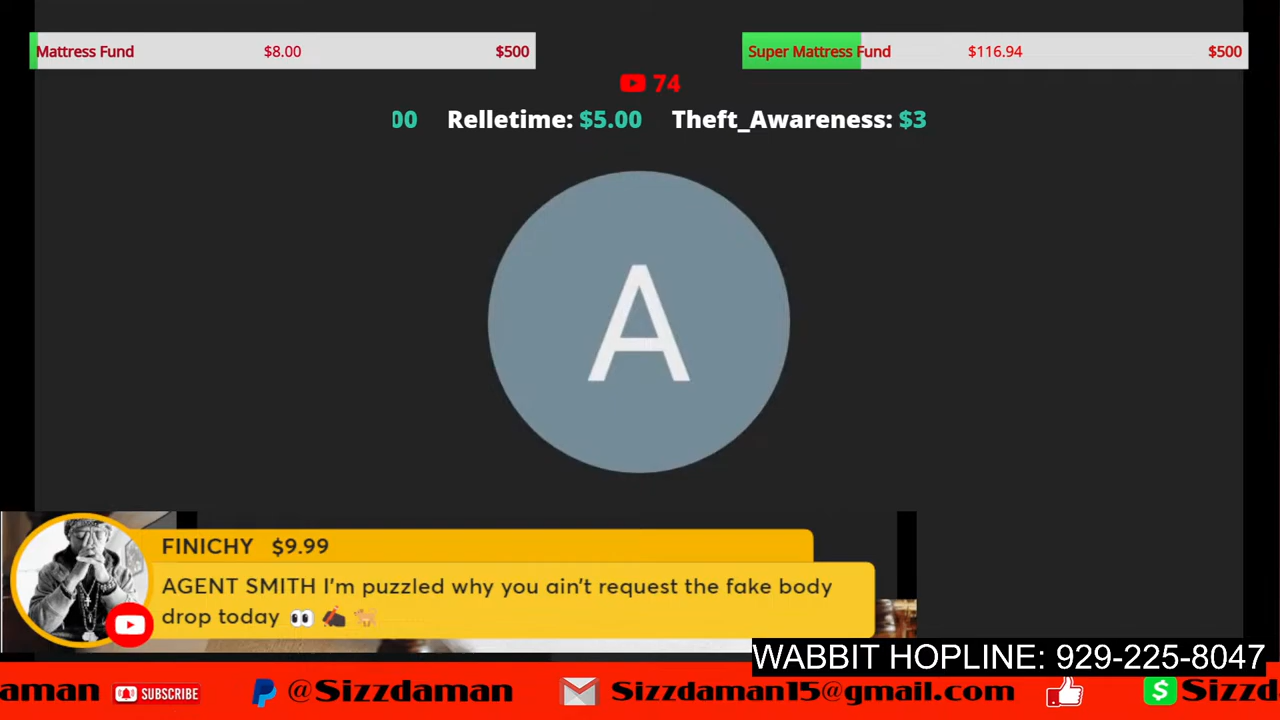 Mattress Fund $8.00 $500
Super Mattress Fund $116.94 $500
74
00 Relletime: $5.00 Theft_Awareness: $3
A
FINICHY $9.99
AGENT SMITH I'm puzzled why you ain't request the fake body
drop today
WABBIT HOPLINE: 929-225-8047
aman SUBSCRIBE @Sizzdaman Sizzdaman15@gmail.com $ Sizzd